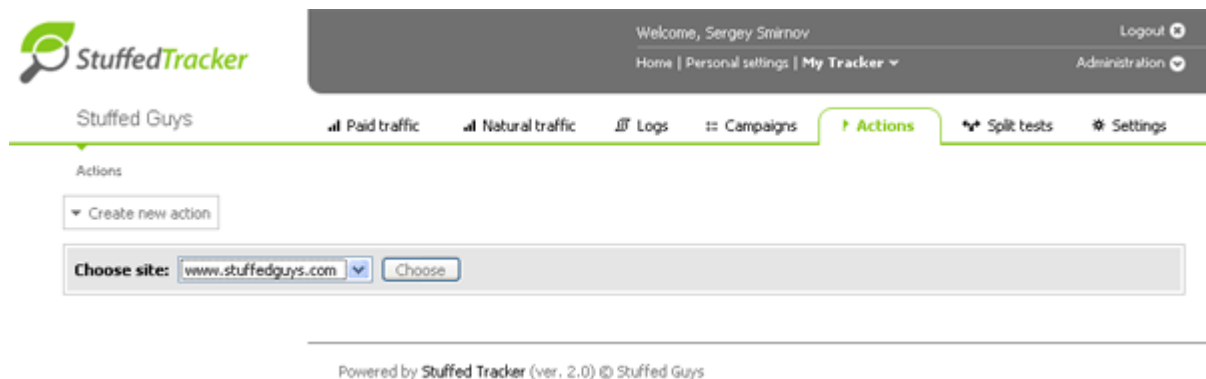 StuffedTracker
Welcome, Sergey Smirnov
Logout
Home | Personal settings | My Tracker
Administration
Stuffed Guys
Paid traffic
Natural traffic
Logs
Campaigns
Actions
Split tests
Settings
Actions
Create new action
Choose site: www.stuffedguys.com Choose
Powered by Stuffed Tracker (ver. 2.0) © Stuffed Guys